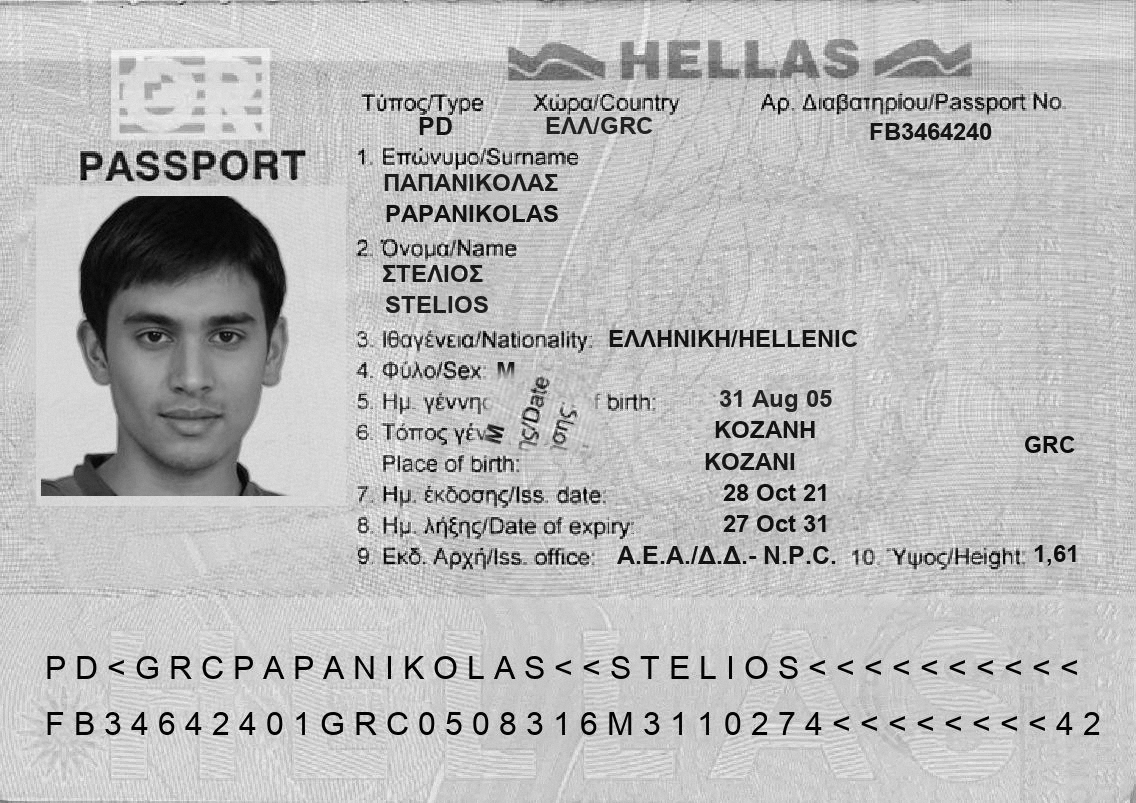 HELLAS
GR
PASSPORT
Τύπος/Type Χώρα/Country Αρ. Διαβατηρίου/Passport No.
PD ΕΛΛ/GRC FB3464240
1. Επώνυμο/Surname
ΠΑΠΑΝΙΚΟΛΑΣ
PAPANIKOLAS
2. Όνομα/Name
ΣΤΕΛΙΟΣ
STELIOS
3. Ιθαγένεια/Nationality: ΕΛΛΗΝΙΚΗ/HELLENIC
4. Φύλο/Sex: M
5. Ημ. birth: 31 Aug 05
6. Τόπος M /Date ΚΟΖΑΝΗ
Place of birth: KOZANI GRC
7. Ημ. έκδοσης/Iss. date: 28 Oct 21
8. Ημ. λήξης/Date of expiry: 27 Oct 31
9 Εκδ. Αρχή/Iss. office: Α.Ε.Α./Δ.Δ.- N.P.C. 10. Ύψος/Height: 1,61
HELLAS
PD<GRCPAPANIKOLAS<<STELIOS<<<<<<<<<<
FB34642401GRC0508316M3110274<<<<<<<<42